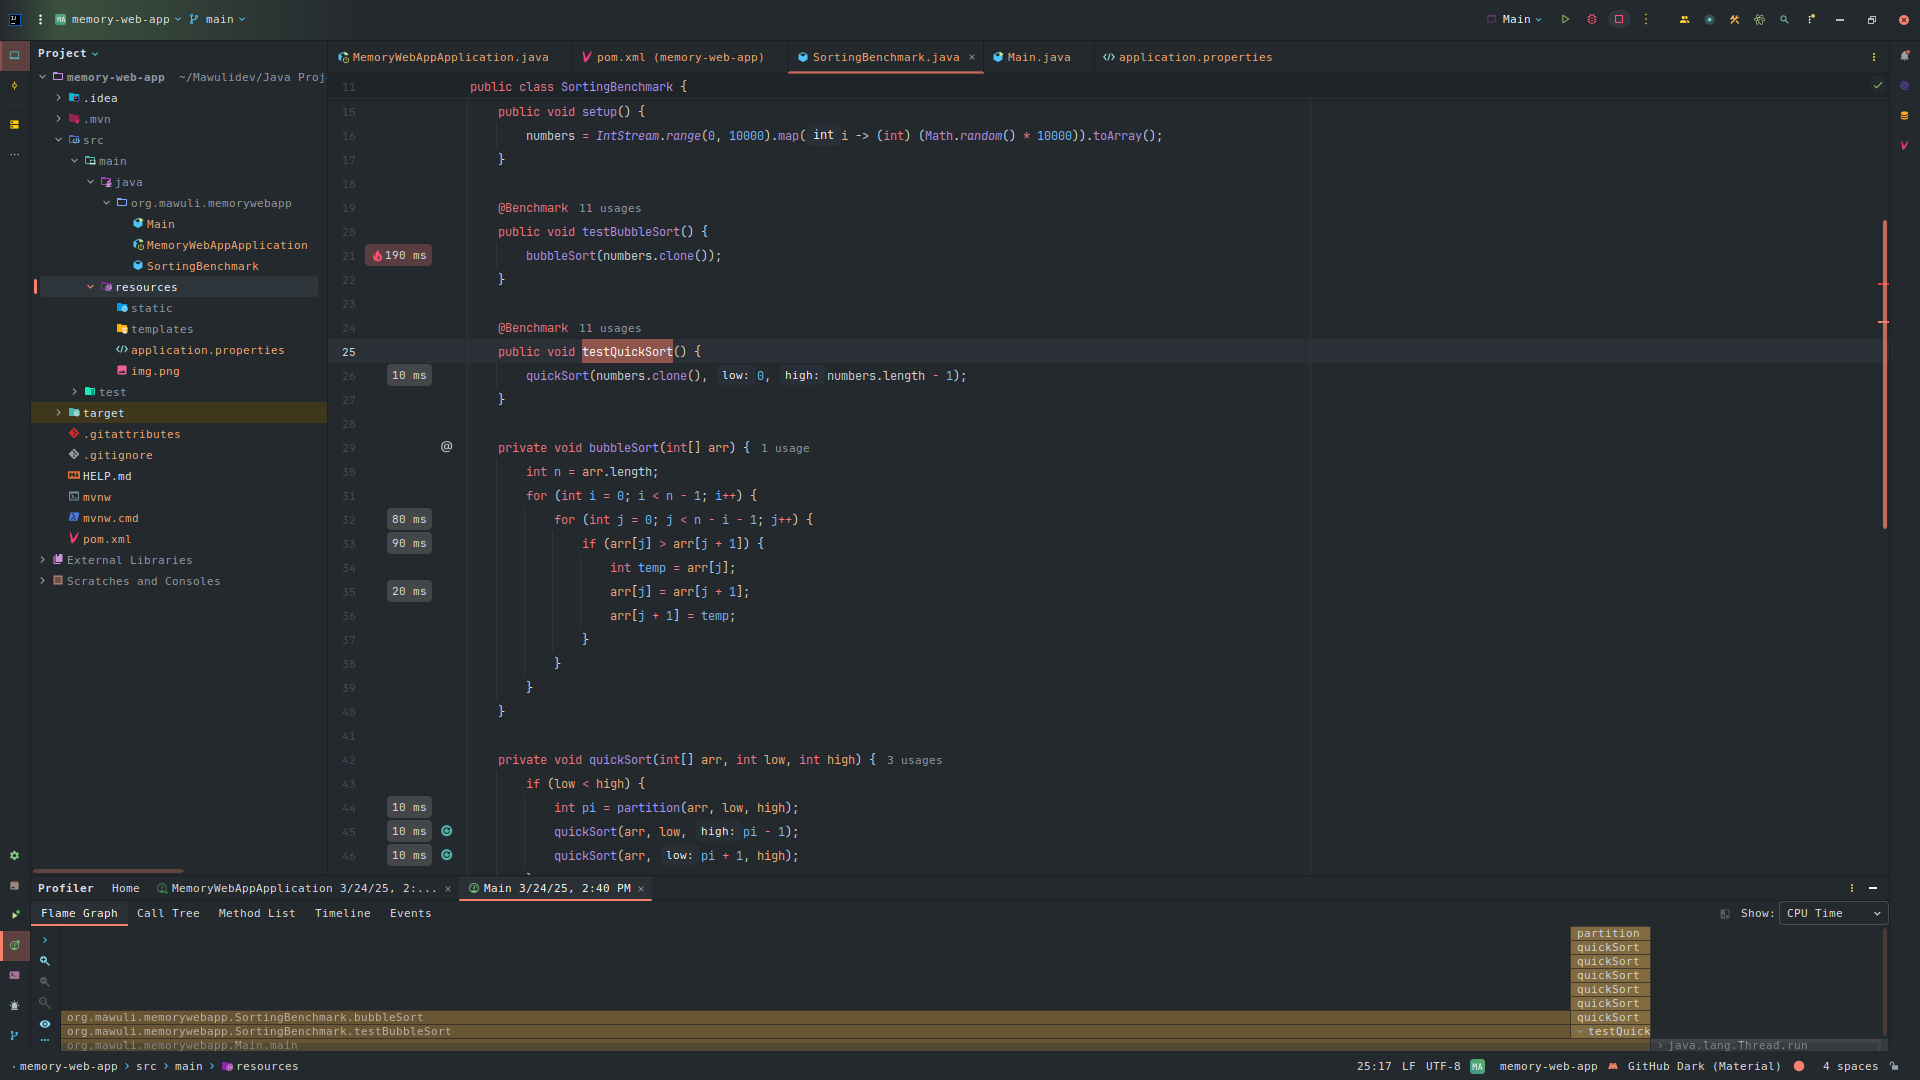 MA memory-web-app main Main
Project
memory-web-app ~/Mawulidev/Java Proj
.idea
.mvn
src
main
java
org.mawuli.memorywebapp
Main
MemoryWebAppApplication
SortingBenchmark
resources
static
templates
application.properties
img.png
test
target
.gitattributes
.gitignore
HELP.md
mvnw
mvnw.cmd
pom.xml
External Libraries
Scratches and Consoles
MemoryWebAppApplication.java pom.xml (memory-web-app) SortingBenchmark.java × Main.java application.properties
11 public class SortingBenchmark {
15 public void setup() {
16 numbers = IntStream.range(0, 10000).map( int i -> (int) (Math.random() * 10000)).toArray();
17 }
18
19 @Benchmark 11 usages
20 public void testBubbleSort() {
21 190 ms bubbleSort(numbers.clone());
22 }
23
24 @Benchmark 11 usages
25 public void testQuickSort() {
26 10 ms quickSort(numbers.clone(), low: 0, high: numbers.length - 1);
27 }
28
29 @ private void bubbleSort(int[] arr) { 1 usage
30 int n = arr.length;
31 for (int i = 0; i < n - 1; i++) {
32 80 ms for (int j = 0; j < n - i - 1; j++) {
33 90 ms if (arr[j] > arr[j + 1]) {
34 int temp = arr[j];
35 20 ms arr[j] = arr[j + 1];
36 arr[j + 1] = temp;
37 }
38 }
39 }
40 }
41
42 private void quickSort(int[] arr, int low, int high) { 3 usages
43 if (low < high) {
44 10 ms int pi = partition(arr, low, high);
45 10 ms quickSort(arr, low, high: pi - 1);
46 10 ms quickSort(arr, low: pi + 1, high);
Profiler Home MemoryWebAppApplication 3/24/25, 2:... × Main 3/24/25, 2:40 PM ×
Flame Graph Call Tree Method List Timeline Events Show: CPU Time
partition
quickSort
quickSort
quickSort
quickSort
quickSort
org.mawuli.memorywebapp.SortingBenchmark.bubbleSort quickSort
org.mawuli.memorywebapp.SortingBenchmark.testBubbleSort testQuick
org.mawuli.memorywebapp.Main.main java.lang.Thread.run
memory-web-app > src > main > resources 25:17 LF UTF-8 MA memory-web-app GitHub Dark (Material) 4 spaces